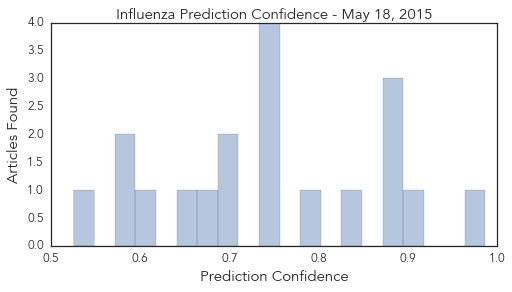 Influenza Prediction Confidence - May 18, 2015
4.0
3.5
3.0
2.5
2.0
1.5
1.0
0.5
0.0
Articles Found
0.5 0.6 0.7 0.8 0.9 1.0
Prediction Confidence